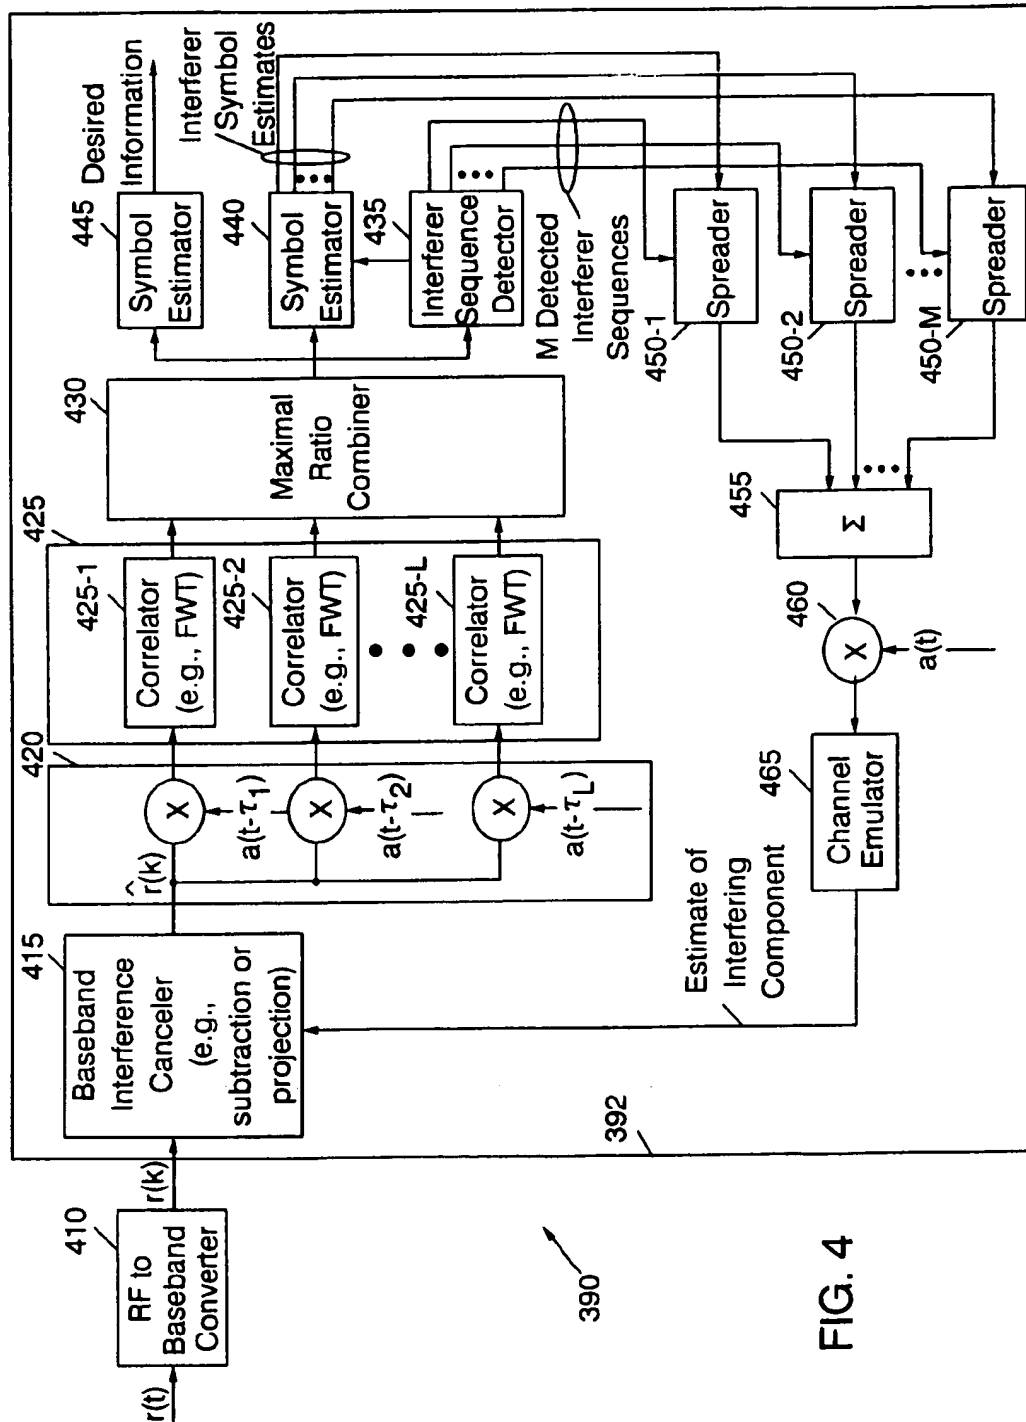 r(t)
410
RF to
Baseband
Converter
r(k)
415
Baseband
Interference
Canceler
(e.g.,
subtraction or
projection)
420
^
r(k)
X
a(t-τ1)
X
a(t-τ2)
X
a(t-τL)
425
425-1
Correlator
(e.g., FWT)
425-2
Correlator
(e.g., FWT)
425-L
Correlator
(e.g., FWT)
430
Maximal
Ratio
Combiner
445
Symbol
Estimator
Desired
Information
440
Symbol
Estimator
Interferer
Symbol
Estimates
435
Interferer
Sequence
Detector
M Detected
Interferer
Sequences
450-1
Spreader
450-2
Spreader
450-M
Spreader
455
Σ
460
X
a(t)
465
Channel
Emulator
Estimate of
Interfering
Component
392
390
FIG. 4